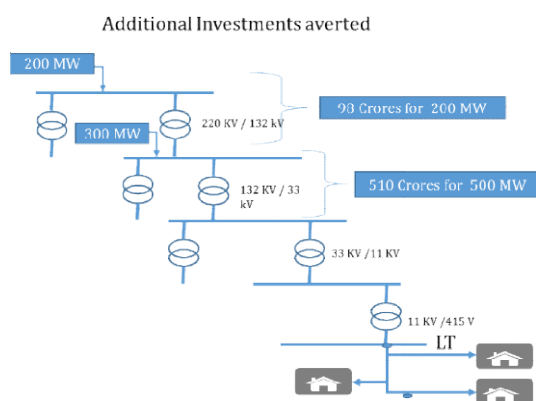 Additional Investments averted
200 MW
98 Crores for 200 MW
220 KV / 132 kV
300 MW
510 Crores for 500 MW
132 KV / 33
kV
33 KV /11 KV
11 KV /415 V
LT